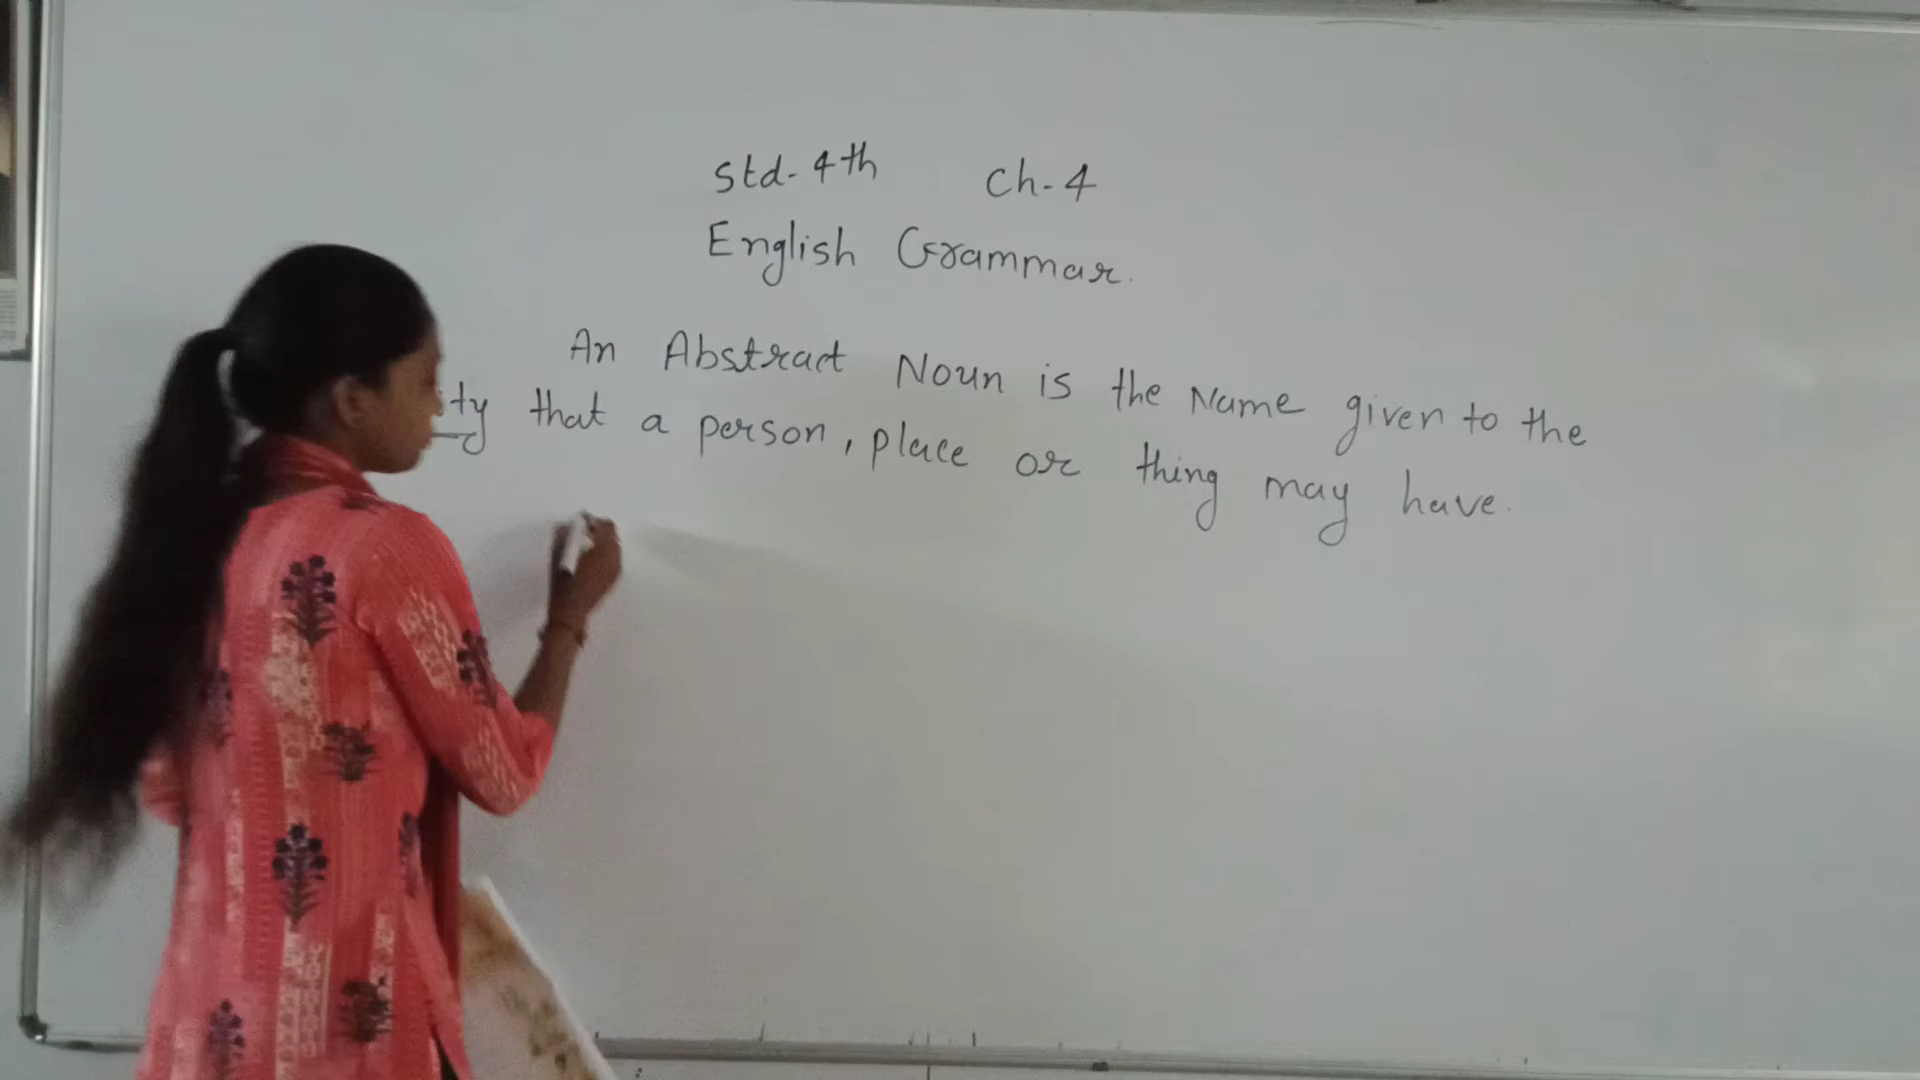 Std- 4th Ch-4
English Grammar.
An Abstract Noun is the Name given to the
that a person, place or thing may have.